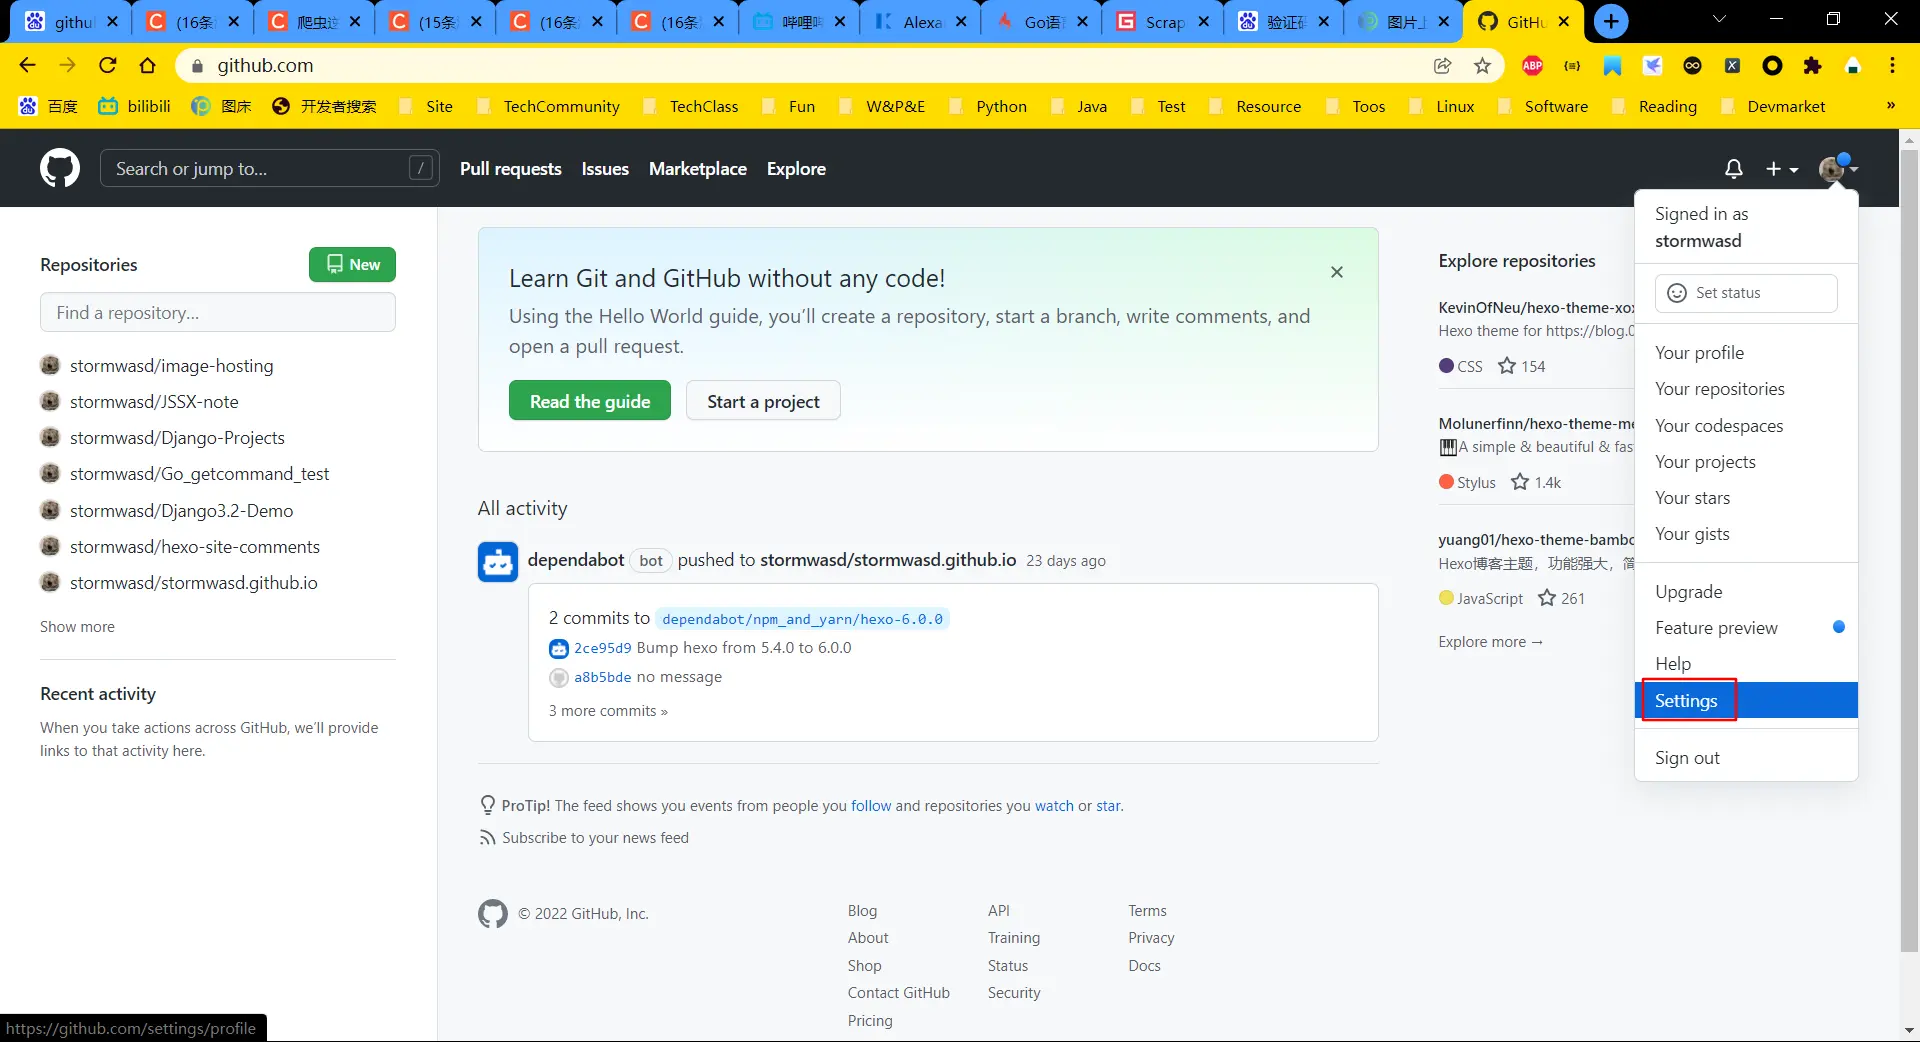 githul
(16条
爬虫
(15条
(16条
(16条
哔哩
Alexa
Go语
Scrap
验证码
图片上
GitHu
github.com
ABP
百度
bilibili
图床
开发者搜索
Site
TechCommunity
TechClass
Fun
W&P&E
Python
Java
Test
Resource
Toos
Linux
Software
Reading
Devmarket
»
Search or jump to...
/
Pull requests
Issues
Marketplace
Explore
Repositories
New
Find a repository...
stormwasd/image-hosting
stormwasd/JSSX-note
stormwasd/Django-Projects
stormwasd/Go_getcommand_test
stormwasd/Django3.2-Demo
stormwasd/hexo-site-comments
stormwasd/stormwasd.github.io
Show more
Recent activity
When you take actions across GitHub, we'll provide
links to that activity here.
Learn Git and GitHub without any code!
Using the Hello World guide, you'll create a repository, start a branch, write comments, and
open a pull request.
Read the guide
Start a project
All activity
dependabot bot pushed to stormwasd/stormwasd.github.io 23 days ago
2 commits to dependabot/npm_and_yarn/hexo-6.0.0
2ce95d9 Bump hexo from 5.4.0 to 6.0.0
a8b5bde no message
3 more commits »
ProTip! The feed shows you events from people you follow and repositories you watch or star.
Subscribe to your news feed
Explore repositories
KevinOfNeu/hexo-theme-xo
Hexo theme for https://blog.
CSS 154
Molunerfinn/hexo-theme-me
A simple & beautiful & fas
Stylus 1.4k
yuang01/hexo-theme-bambo
Hexo博客主题，功能强大，简
JavaScript 261
Explore more →
Signed in as
stormwasd
Set status
Your profile
Your repositories
Your codespaces
Your projects
Your stars
Your gists
Upgrade
Feature preview
Help
Settings
Sign out
© 2022 GitHub, Inc.
Blog
About
Shop
Contact GitHub
Pricing
API
Training
Status
Security
Terms
Privacy
Docs
https://github.com/settings/profile